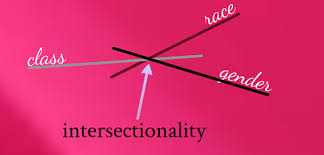 race
class
gender
intersectionality